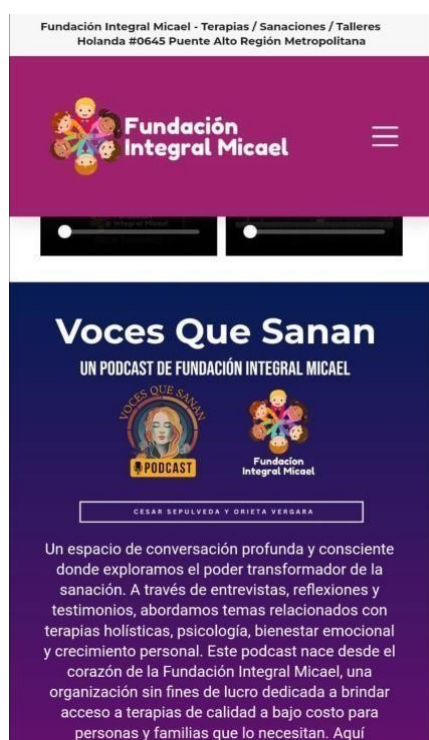 Fundación Integral Micael - Terapias / Sanaciones / Talleres
Holanda #0645 Puente Alto Región Metropolitana
Fundación
Integral Micael
Voces Que Sanan
UN PODCAST DE FUNDACIÓN INTEGRAL MICAEL
VOCES QUE SANAN
PODCAST
Fundacion
Integral Micael
CESAR SEPULVEDA Y ORIETA VERGARA
Un espacio de conversación profunda y consciente
donde exploramos el poder transformador de la
sanación. A través de entrevistas, reflexiones y
testimonios, abordamos temas relacionados con
terapias holísticas, psicología, bienestar emocional
y crecimiento personal. Este podcast nace desde el
corazón de la Fundación Integral Micael, una
organización sin fines de lucro dedicada a brindar
acceso a terapias de calidad a bajo costo para
personas y familias que lo necesitan. Aquí